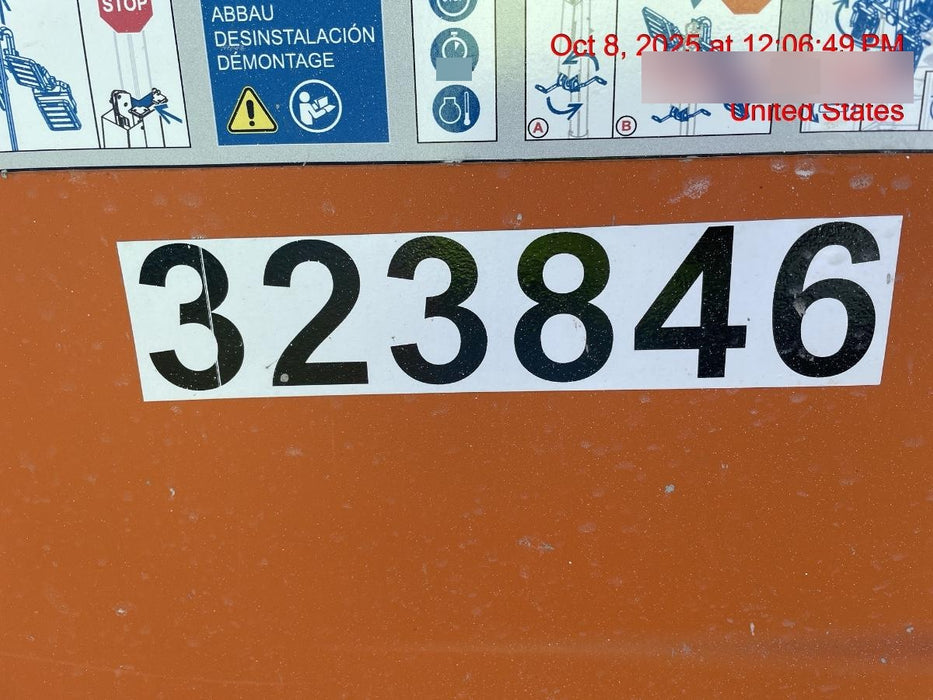 STOP
ABBAU
DESINSTALACIÓN
DÉMONTAGE
Oct 8, 2025 at 12:06:49 PM
United States
A
B
323846